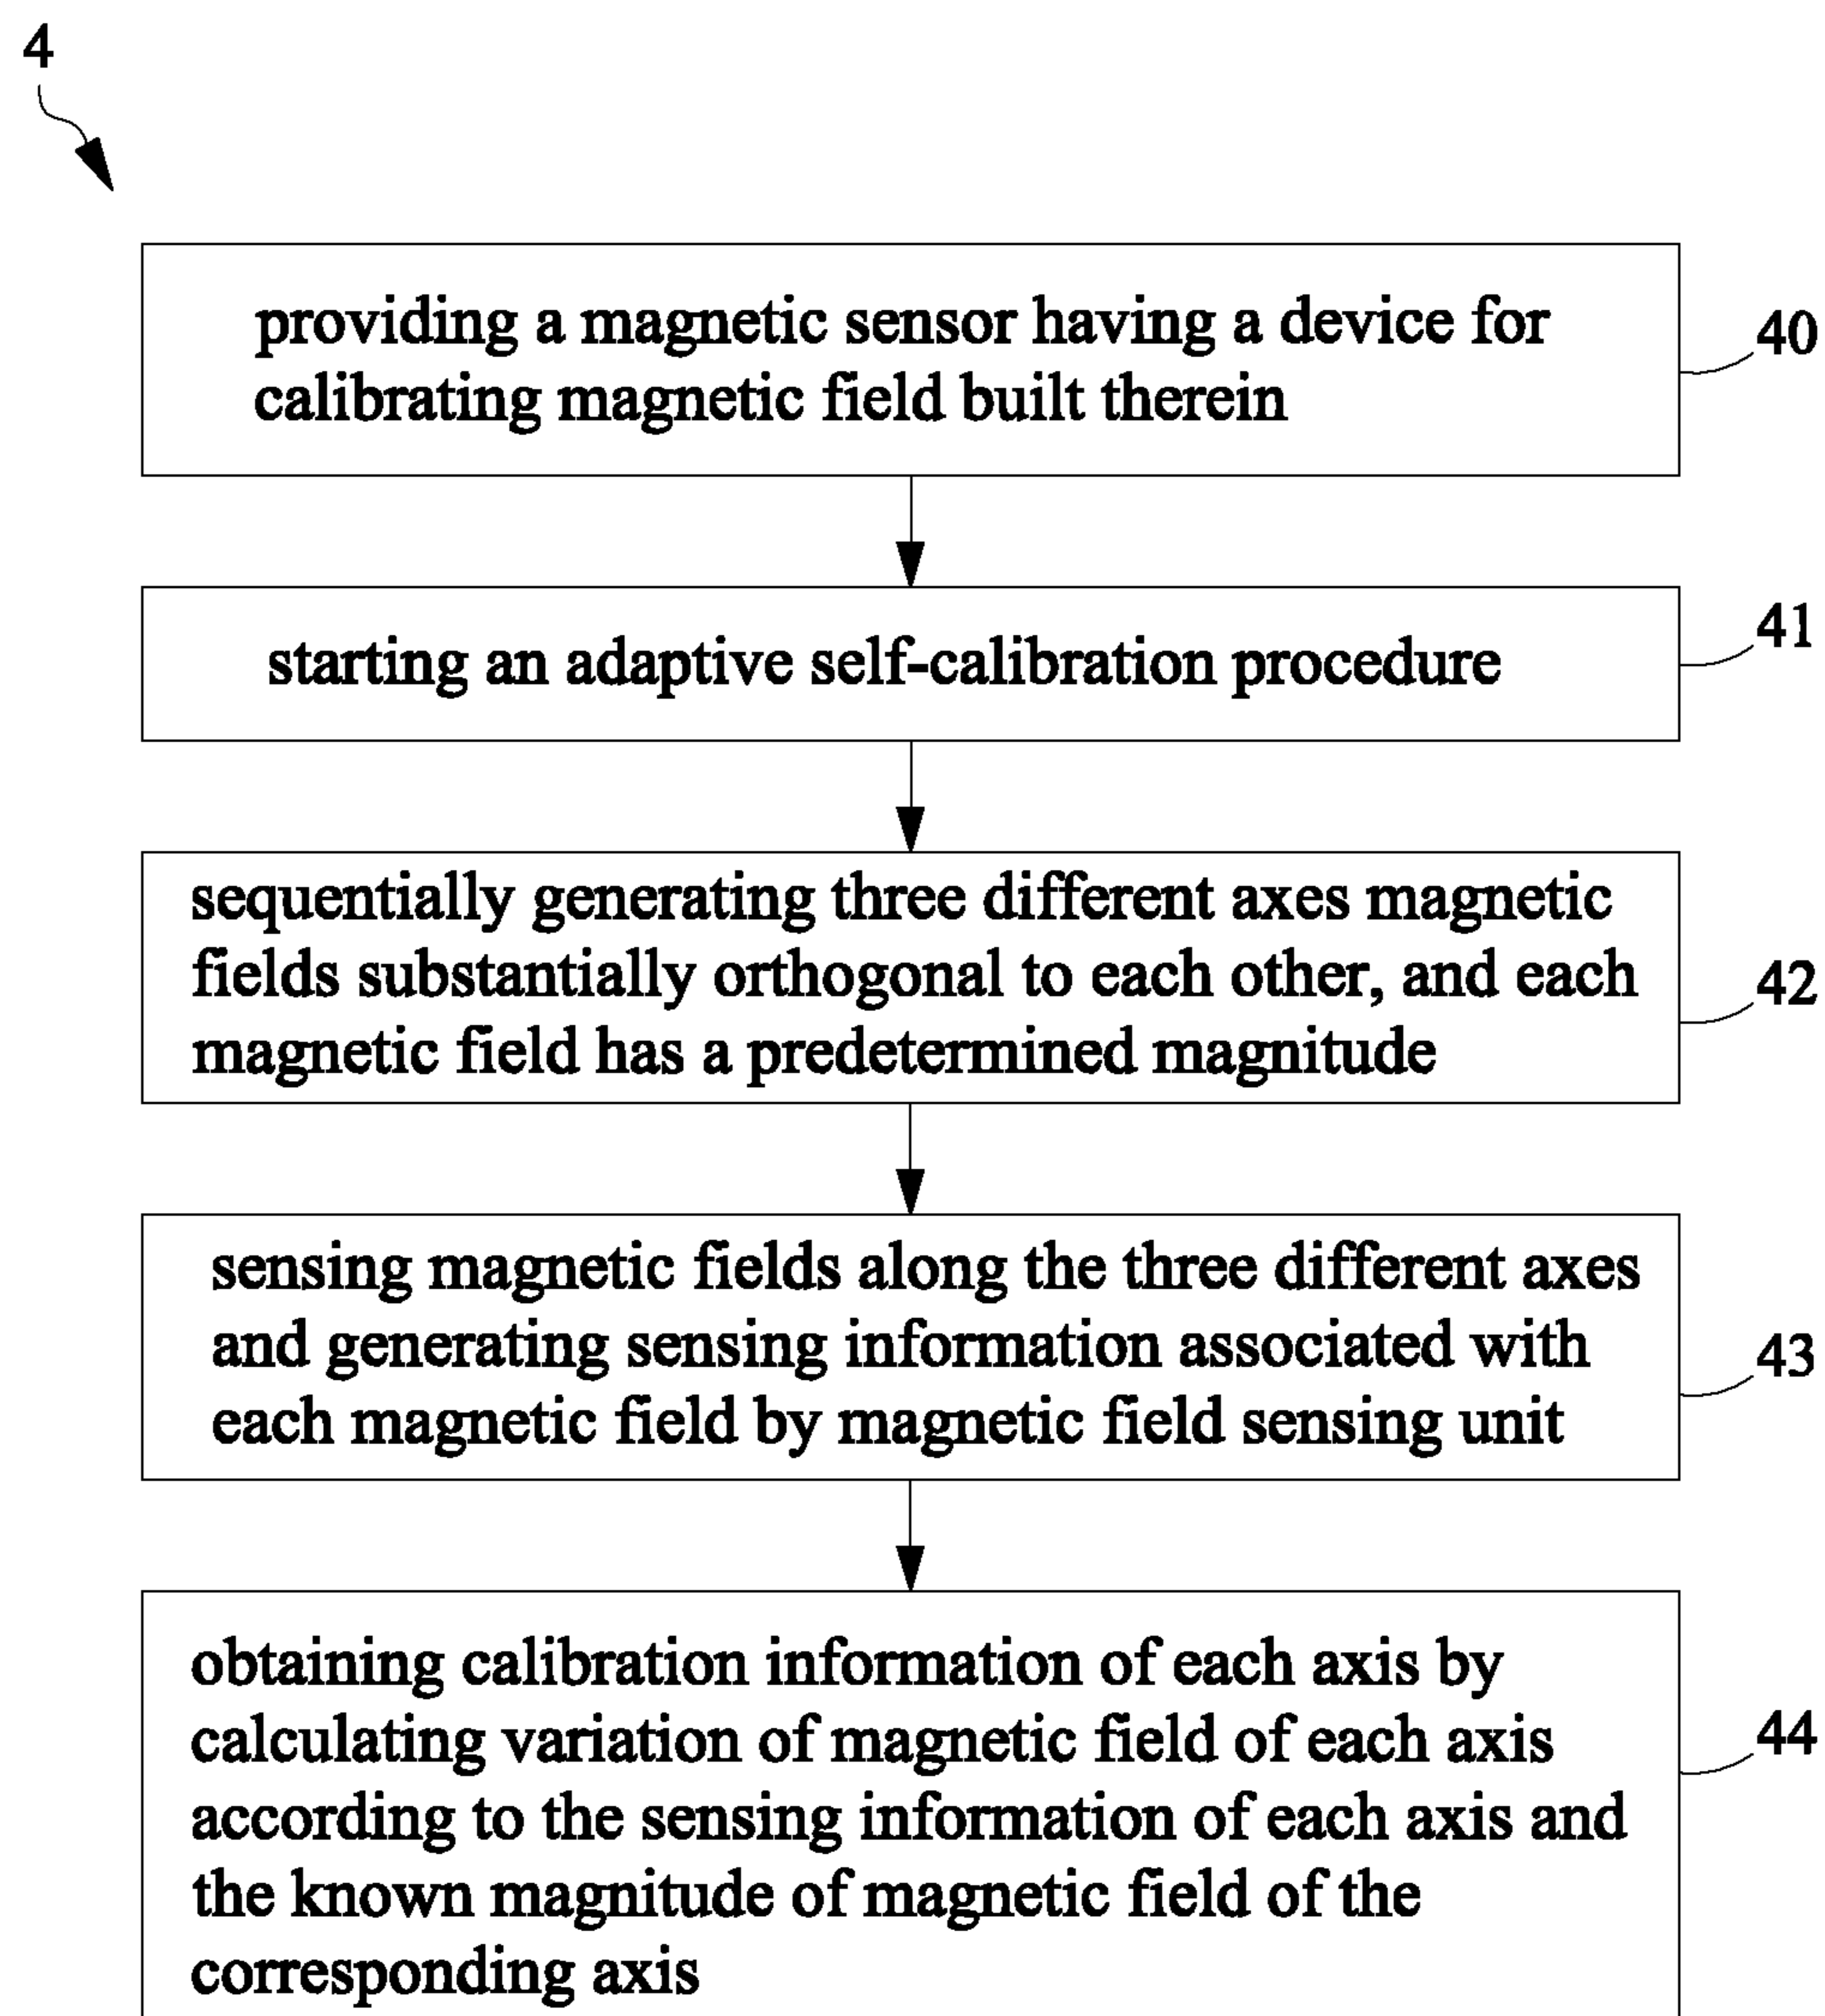 4
providing a magnetic sensor having a device for
calibrating magnetic field built therein
40
starting an adaptive self-calibration procedure
41
sequentially generating three different axes magnetic
fields substantially orthogonal to each other, and each
magnetic field has a predetermined magnitude
42
sensing magnetic fields along the three different axes
and generating sensing information associated with
each magnetic field by magnetic field sensing unit
43
obtaining calibration information of each axis by
calculating variation of magnetic field of each axis
according to the sensing information of each axis and
the known magnitude of magnetic field of the
corresponding axis
44